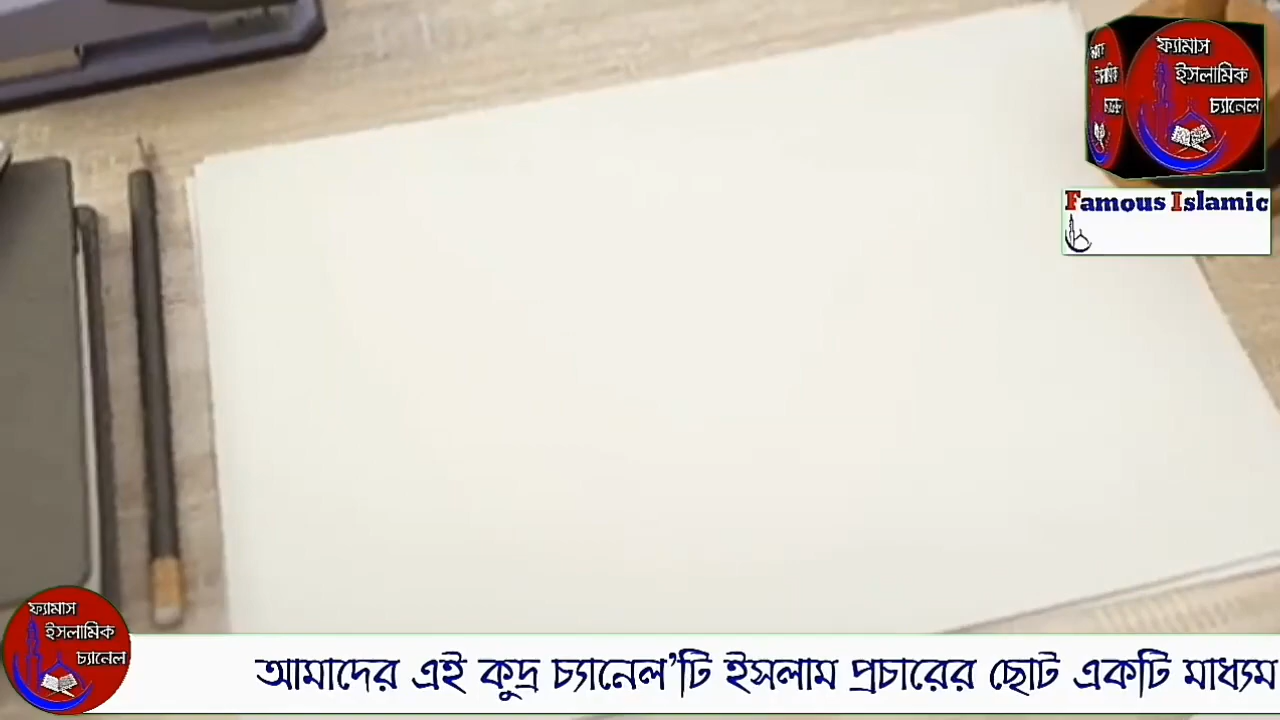 ফ্যামাস
ইসলামিক
চ্যানেল
Famous Islamic
ফ্যামাস
ইসলামিক
চ্যানেল
আমাদের এই কুদ্র চ্যানেল'টি ইসলাম প্রচারের ছোট একটি মাধ্যম